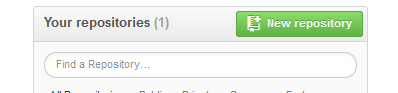 Your repositories (1)
New repository
Find a Repository...